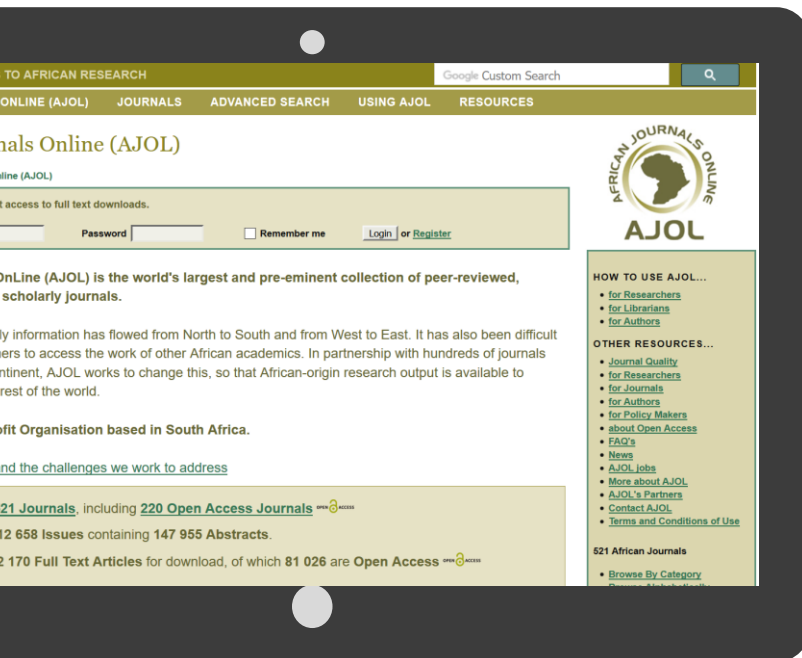 TO AFRICAN RESEARCH
Google Custom Search
ONLINE (AJOL) JOURNALS ADVANCED SEARCH USING AJOL RESOURCES
nals Online (AJOL)
nline (AJOL)
t access to full text downloads.
Password Remember me Login or Register
OnLine (AJOL) is the world's largest and pre-eminent collection of peer-reviewed,
scholarly journals.
ly information has flowed from North to South and from West to East. It has also been difficult
hers to access the work of other African academics. In partnership with hundreds of journals
ntinent, AJOL works to change this, so that African-origin research output is available to
rest of the world.
ofit Organisation based in South Africa.
and the challenges we work to address
21 Journals, including 220 Open Access Journals OPEN ACCESS
12 658 Issues containing 147 955 Abstracts.
2 170 Full Text Articles for download, of which 81 026 are Open Access OPEN ACCESS
AFRICAN JOURNALS ONLINE
AJOL
HOW TO USE AJOL...
for Researchers
for Librarians
for Authors
OTHER RESOURCES...
Journal Quality
for Researchers
for Journals
for Authors
for Policy Makers
about Open Access
FAQ's
News
AJOL jobs
More about AJOL
AJOL's Partners
Contact AJOL
Terms and Conditions of Use
521 African Journals
Browse By Category